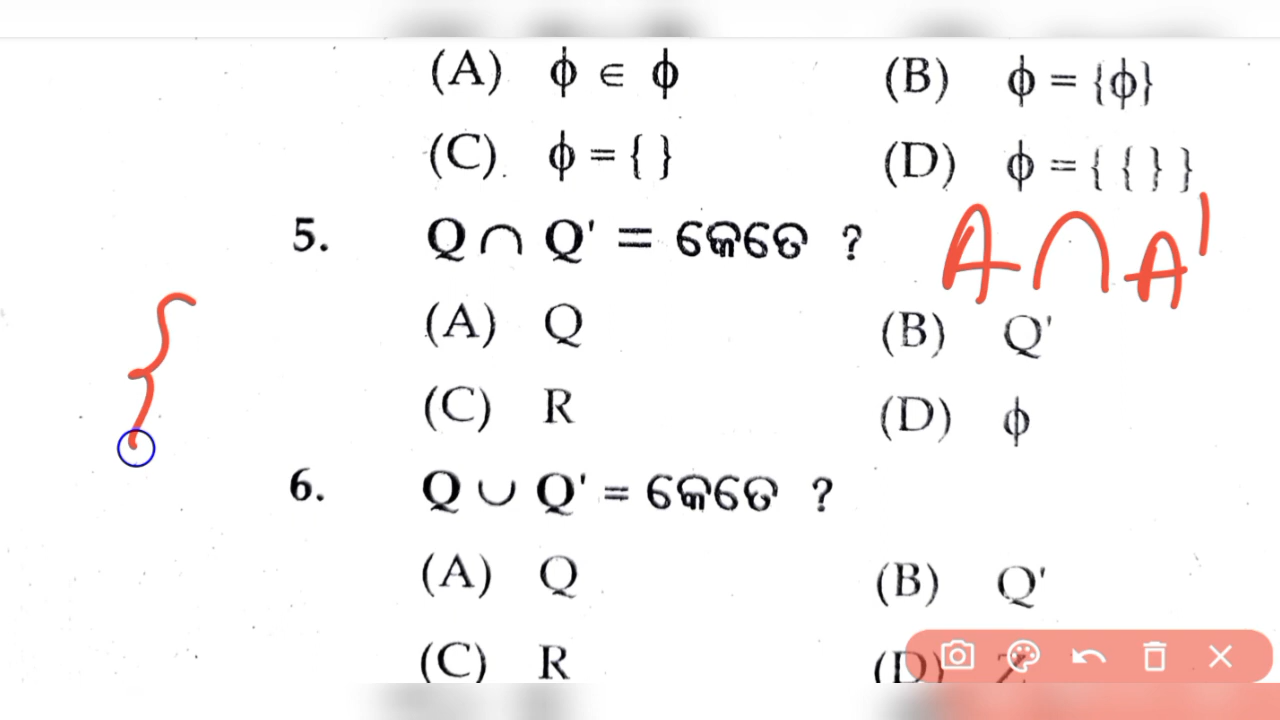 (A) ϕ ∈ ϕ (B) ϕ = {ϕ}
(C) ϕ = { } (D) ϕ = { { } }
5. Q ∩ Q' = କେତେ ? A ∩ A'
(A) Q (B) Q'
(C) R (D) ϕ
{
6. Q ∪ Q' = କେତେ ?
(A) Q (B) Q'
(C) R (D)